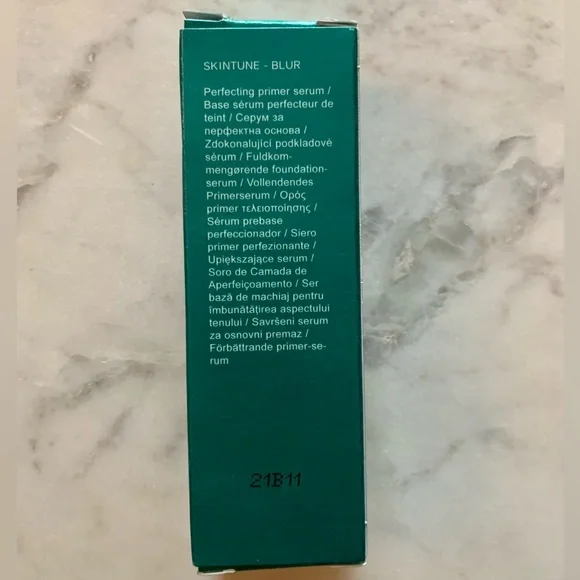 SKINTUNE - BLUR
Perfecting primer serum /
Base sérum perfecteur de
teint / Серум за
перфектна основа /
Zdokonalující podkladové
sérum / Fuldkom-
mengørende foundation-
serum / Vollendendes
Primerserum / Ορός
primer τελειοποίησης /
Sérum prebase
perfeccionador / Siero
primer perfezionante /
Upiększające serum /
Soro de Camada de
Aperfeiçoamento / Ser
bază de machiaj pentru
îmbunătățirea aspectului
tenului / Savršeni serum
za osnovni premaz /
Förbättrande primer-se-
rum
21B11